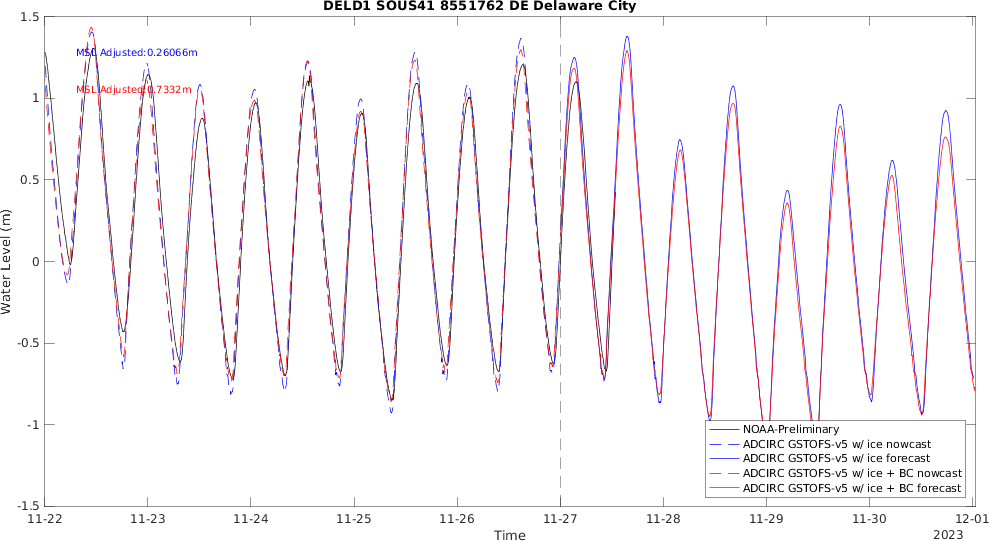 DELD1 SOUS41 8551762 DE Delaware City
MSL Adjusted:0.26066m
MSL Adjusted:0.7332m
Water Level (m)
1.5
1
0.5
0
-0.5
-1
-1.5
NOAA-Preliminary
ADCIRC GSTOFS-v5 w/ ice nowcast
ADCIRC GSTOFS-v5 w/ ice forecast
ADCIRC GSTOFS-v5 w/ ice + BC nowcast
ADCIRC GSTOFS-v5 w/ ice + BC forecast
11-22 11-23 11-24 11-25 11-26 11-27 11-28 11-29 11-30 12-01
Time
2023